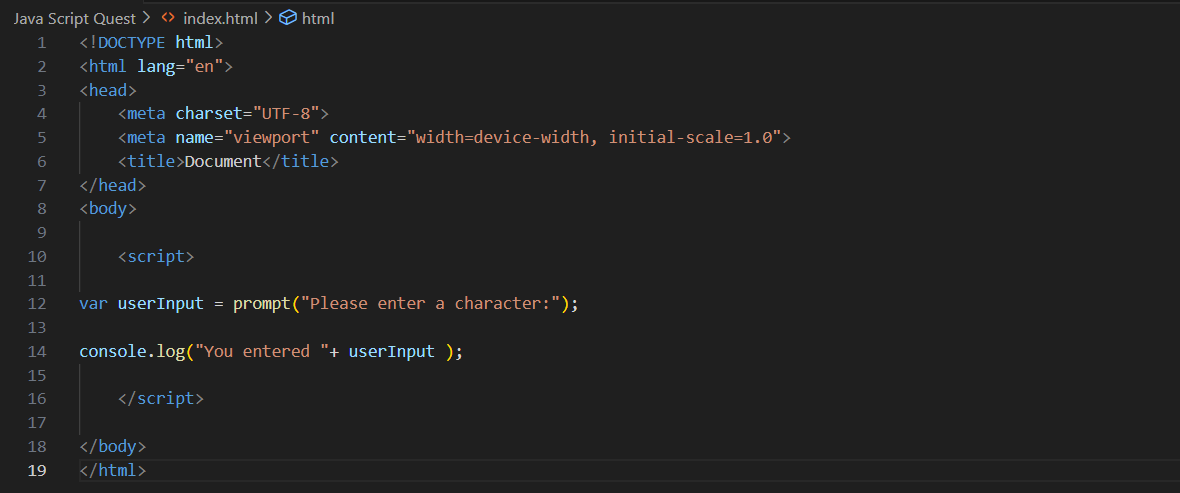 Java Script Quest > <> index.html > html
1 <!DOCTYPE html>
2 <html lang="en">
3 <head>
4     <meta charset="UTF-8">
5     <meta name="viewport" content="width=device-width, initial-scale=1.0">
6     <title>Document</title>
7 </head>
8 <body>
9
10     <script>
11
12 var userInput = prompt("Please enter a character:");
13
14 console.log("You entered "+ userInput );
15
16     </script>
17
18 </body>
19 </html>